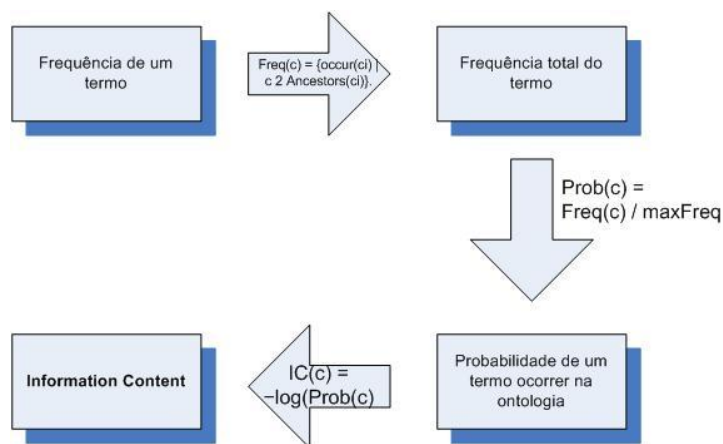 Frequência de um
termo
Freq(c) = {occur(ci) |
c 2 Ancestors(ci)}.
Frequência total do
termo
Prob(c) =
Freq(c) / maxFreq
Probabilidade de um
termo ocorrer na
ontologia
IC(c) =
−log(Prob(c)
Information Content